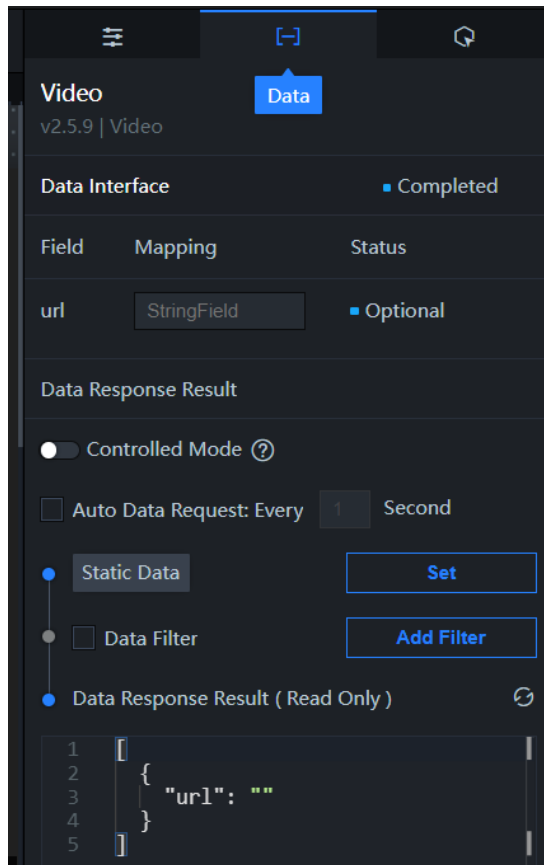 [-]
Video
Data
v2.5.9 | Video
Data Interface Completed
Field Mapping Status
url StringField Optional
Data Response Result
Controlled Mode ?
Auto Data Request: Every 1 Second
Static Data Set
Data Filter Add Filter
Data Response Result ( Read Only )
1 [
2 {
3 "url": ""
4 }
5 ]